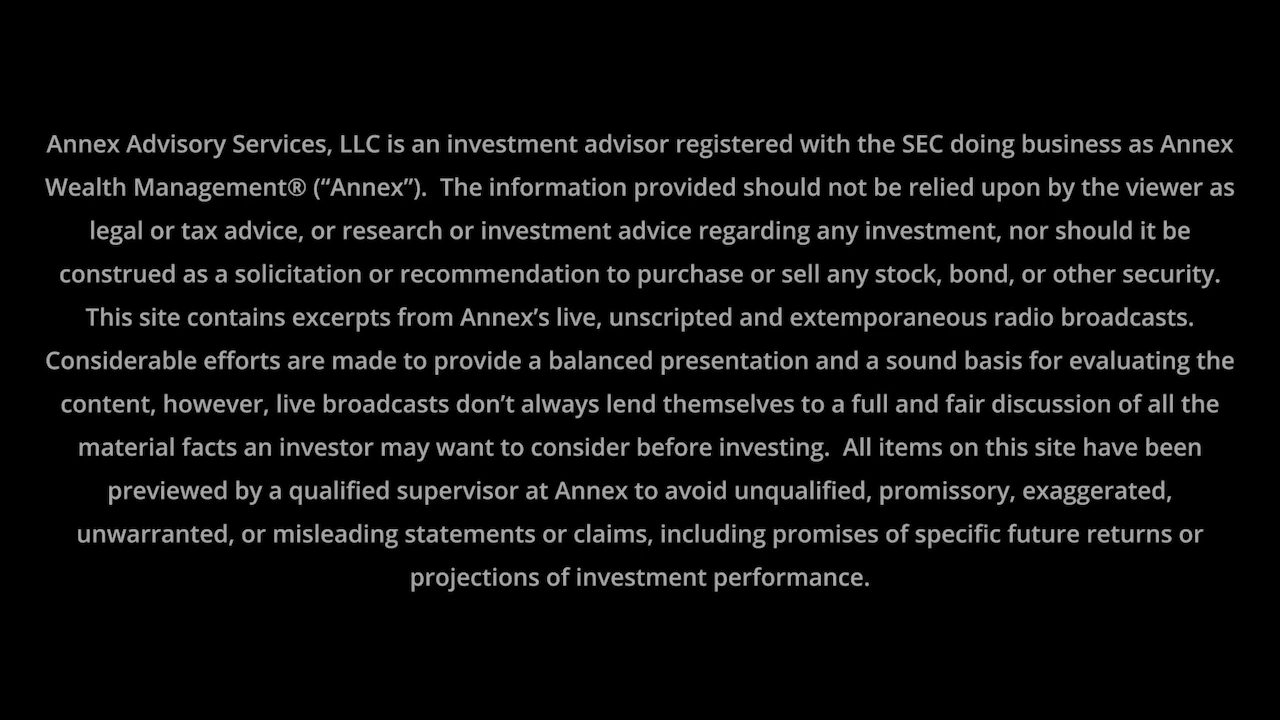 Annex Advisory Services, LLC is an investment advisor registered with the SEC doing business as Annex
Wealth Management® (“Annex”).  The information provided should not be relied upon by the viewer as
legal or tax advice, or research or investment advice regarding any investment, nor should it be
construed as a solicitation or recommendation to purchase or sell any stock, bond, or other security.
This site contains excerpts from Annex’s live, unscripted and extemporaneous radio broadcasts.
Considerable efforts are made to provide a balanced presentation and a sound basis for evaluating the
content, however, live broadcasts don’t always lend themselves to a full and fair discussion of all the
material facts an investor may want to consider before investing.  All items on this site have been
previewed by a qualified supervisor at Annex to avoid unqualified, promissory, exaggerated,
unwarranted, or misleading statements or claims, including promises of specific future returns or
projections of investment performance.